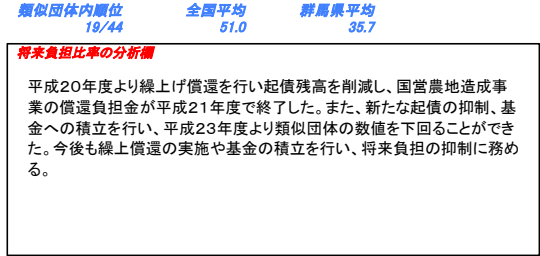 類似団体内順位 全国平均 群馬県平均
19/44 51.0 35.7
将来負担比率の分析欄
平成20年度より繰上げ償還を行い起債残高を削減し、国営農地造成事
業の償還負担金が平成21年度で終了した。また、新たな起債の抑制、基
金への積立を行い、平成23年度より類似団体の数値を下回ることができ
た。今後も繰上償還の実施や基金の積立を行い、将来負担の抑制に務め
る。